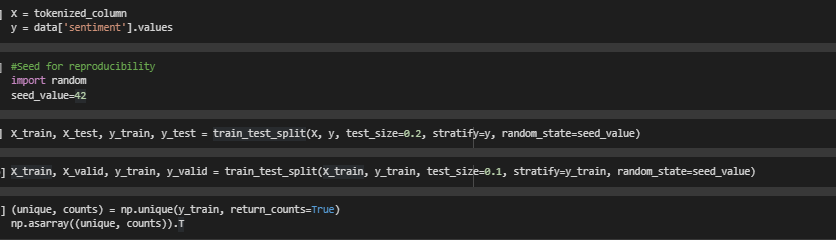 ] X = tokenized_column
y = data['sentiment'].values
] #Seed for reproducibility
import random
seed_value=42
] X_train, X_test, y_train, y_test = train_test_split(X, y, test_size=0.2, stratify=y, random_state=seed_value)
] X_train, X_valid, y_train, y_valid = train_test_split(X_train, y_train, test_size=0.1, stratify=y_train, random_state=seed_value)
] (unique, counts) = np.unique(y_train, return_counts=True)
np.asarray((unique, counts)).T